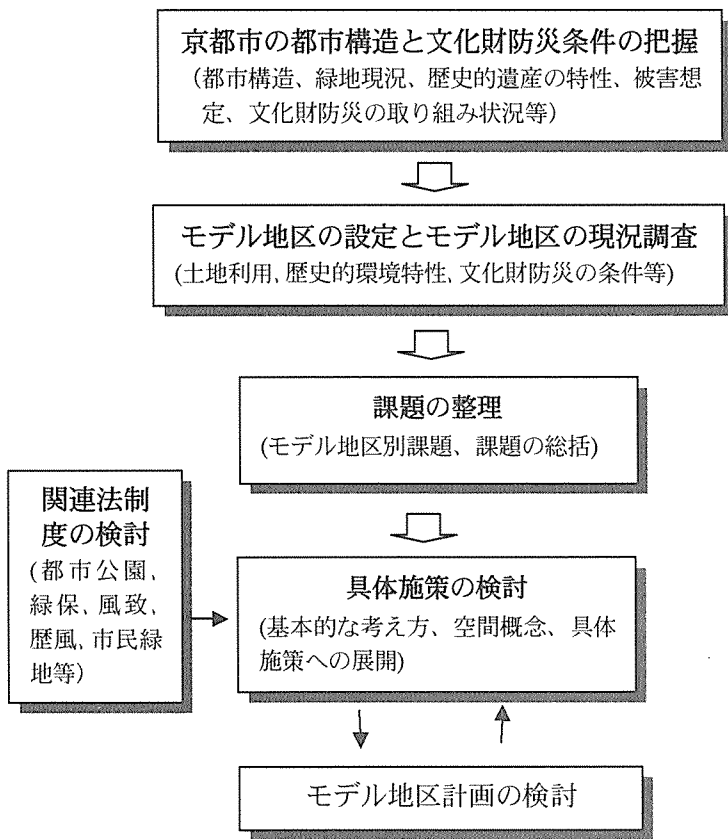 京都市の都市構造と文化財防災条件の把握
（都市構造、緑地現況、歴史的遺産の特性、被害想
定、文化財防災の取り組み状況等）
モデル地区の設定とモデル地区の現況調査
(土地利用,歴史的環境特性,文化財防災の条件等)
課題の整理
(モデル地区別課題、課題の総括)
関連法制
度の検討
(都市公園、
緑保、風致、
歴風,市民緑
地等）
具体施策の検討
(基本的な考え方、空間概念、具体
施策への展開)
モデル地区計画の検討